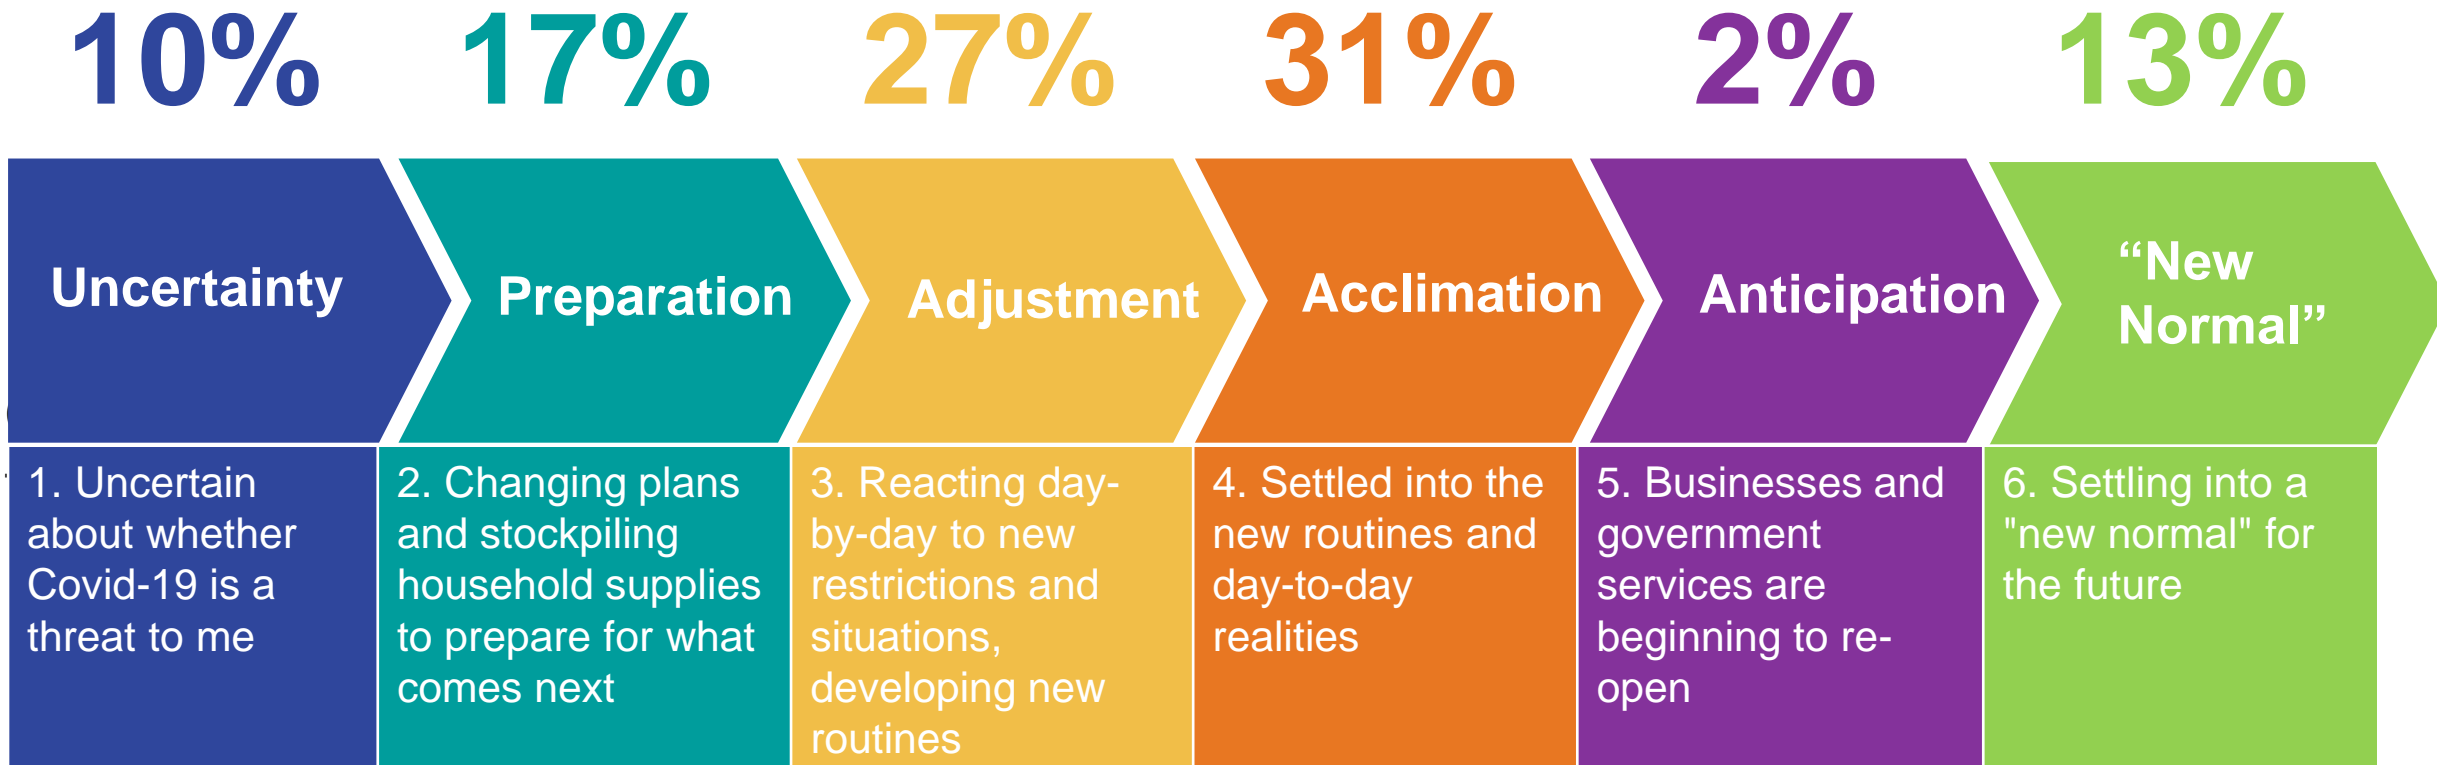 10% 17% 27% 31% 2% 13%
Uncertainty
Preparation
Adjustment
Acclimation
Anticipation
“New
Normal”
1. Uncertain
about whether
Covid-19 is a
threat to me
2. Changing plans
and stockpiling
household supplies
to prepare for what
comes next
3. Reacting day-
by-day to new
restrictions and
situations,
developing new
routines
4. Settled into the
new routines and
day-to-day
realities
5. Businesses and
government
services are
beginning to re-
open
6. Settling into a
"new normal" for
the future